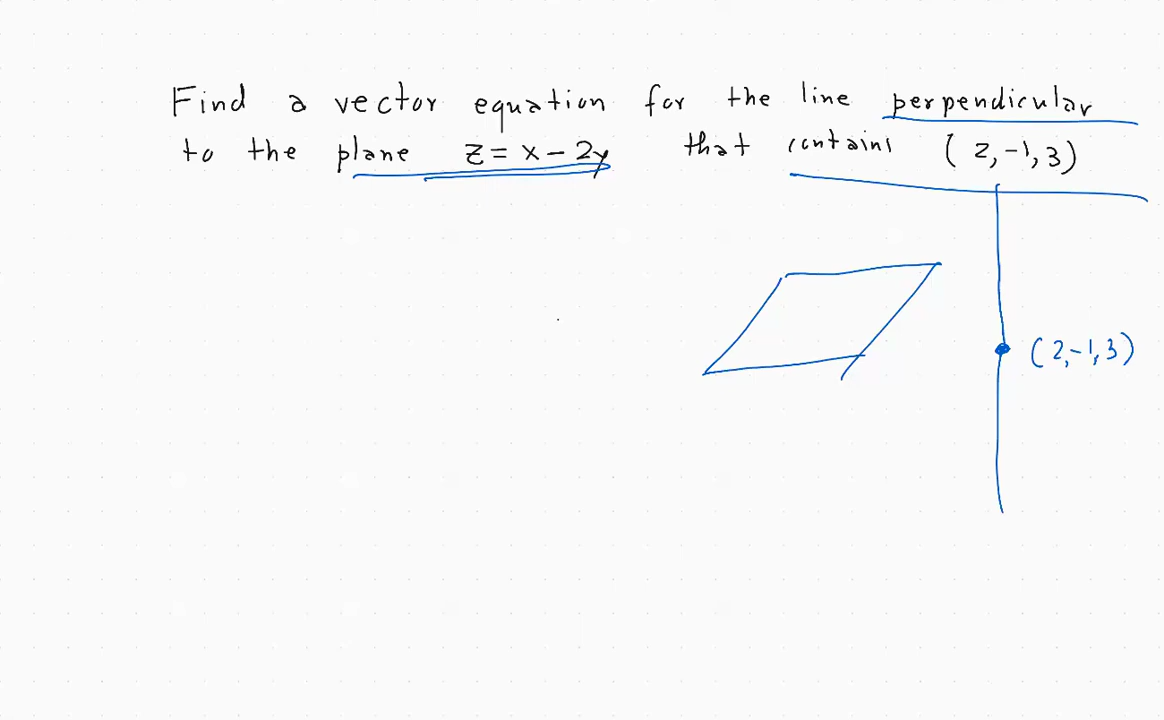 Find a vector equation for the line perpendicular
to the plane z = x - 2y that contains (2,-1,3)
(2,-1,3)